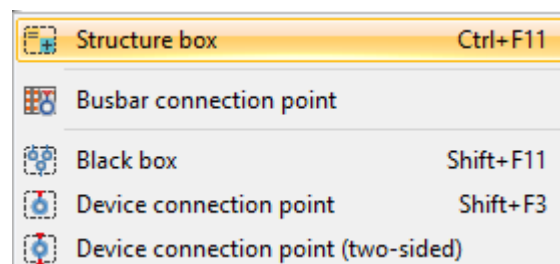 Structure box Ctrl+F11
Busbar connection point
Black box Shift+F11
Device connection point Shift+F3
Device connection point (two-sided)